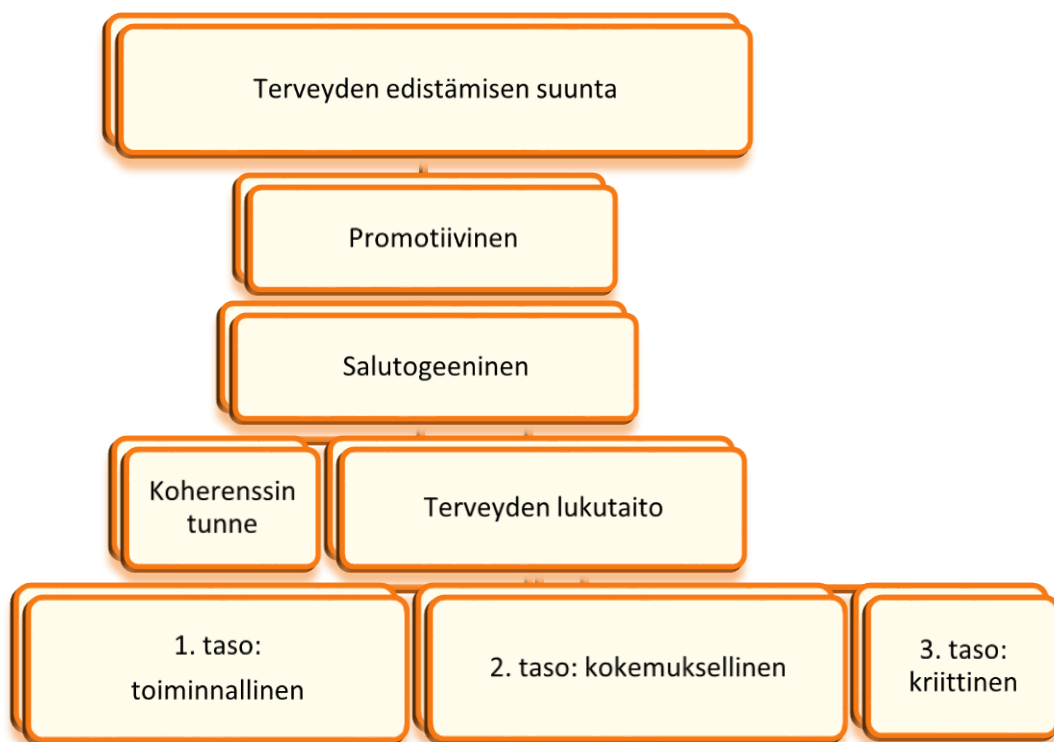 Terveyden edistämisen suunta
Promotiivinen
Salutogeeninen
Koherenssin
tunne
Terveyden lukutaito
1. taso:
toiminnallinen
2. taso: kokemuksellinen
3. taso:
kriittinen